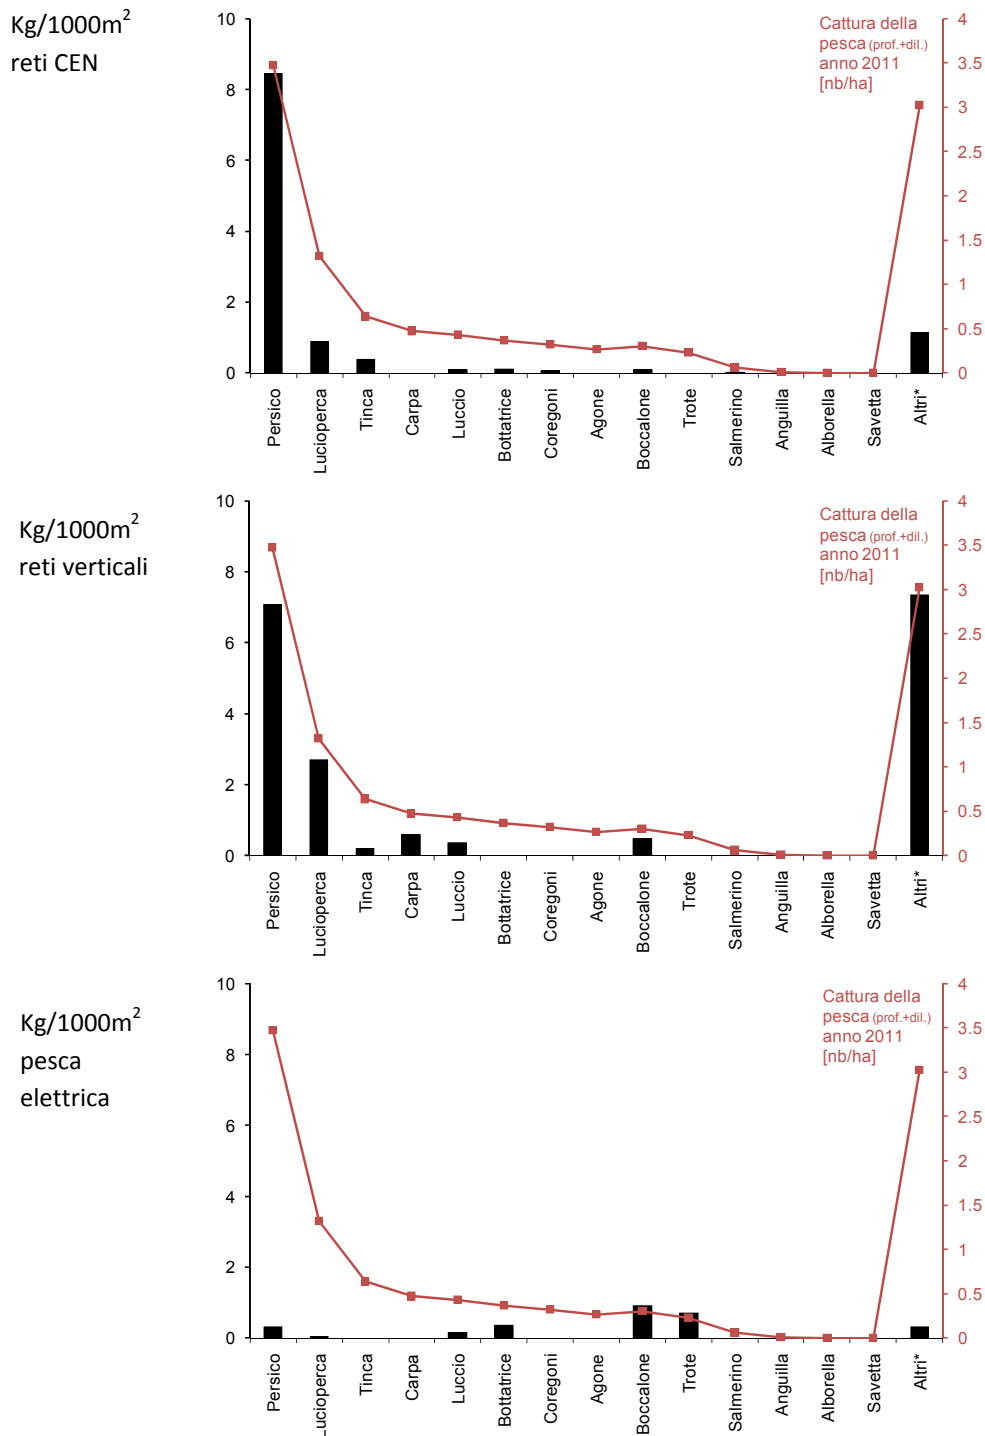 Kg/1000m²
reti CEN
10
8
6
4
2
0
Cattura della
pesca (prof.+dil.)
anno 2011
[nb/ha]
4
3.5
3
2.5
2
1.5
1
0.5
0
Persico
Lucioperca
Tinca
Carpa
Luccio
Bottatrice
Coregoni
Agone
Boccalone
Trote
Salmerino
Anguilla
Alborella
Savetta
Altri*
Kg/1000m²
reti verticali
10
8
6
4
2
0
Cattura della
pesca (prof.+dil.)
anno 2011
[nb/ha]
4
3.5
3
2.5
2
1.5
1
0.5
0
Persico
Lucioperca
Tinca
Carpa
Luccio
Bottatrice
Coregoni
Agone
Boccalone
Trote
Salmerino
Anguilla
Alborella
Savetta
Altri*
Kg/1000m²
pesca
elettrica
10
8
6
4
2
0
Cattura della
pesca (prof.+dil.)
anno 2011
[nb/ha]
4
3.5
3
2.5
2
1.5
1
0.5
0
Persico
Lucioperca
Tinca
Carpa
Luccio
Bottatrice
Coregoni
Agone
Boccalone
Trote
Salmerino
Anguilla
Alborella
Savetta
Altri*